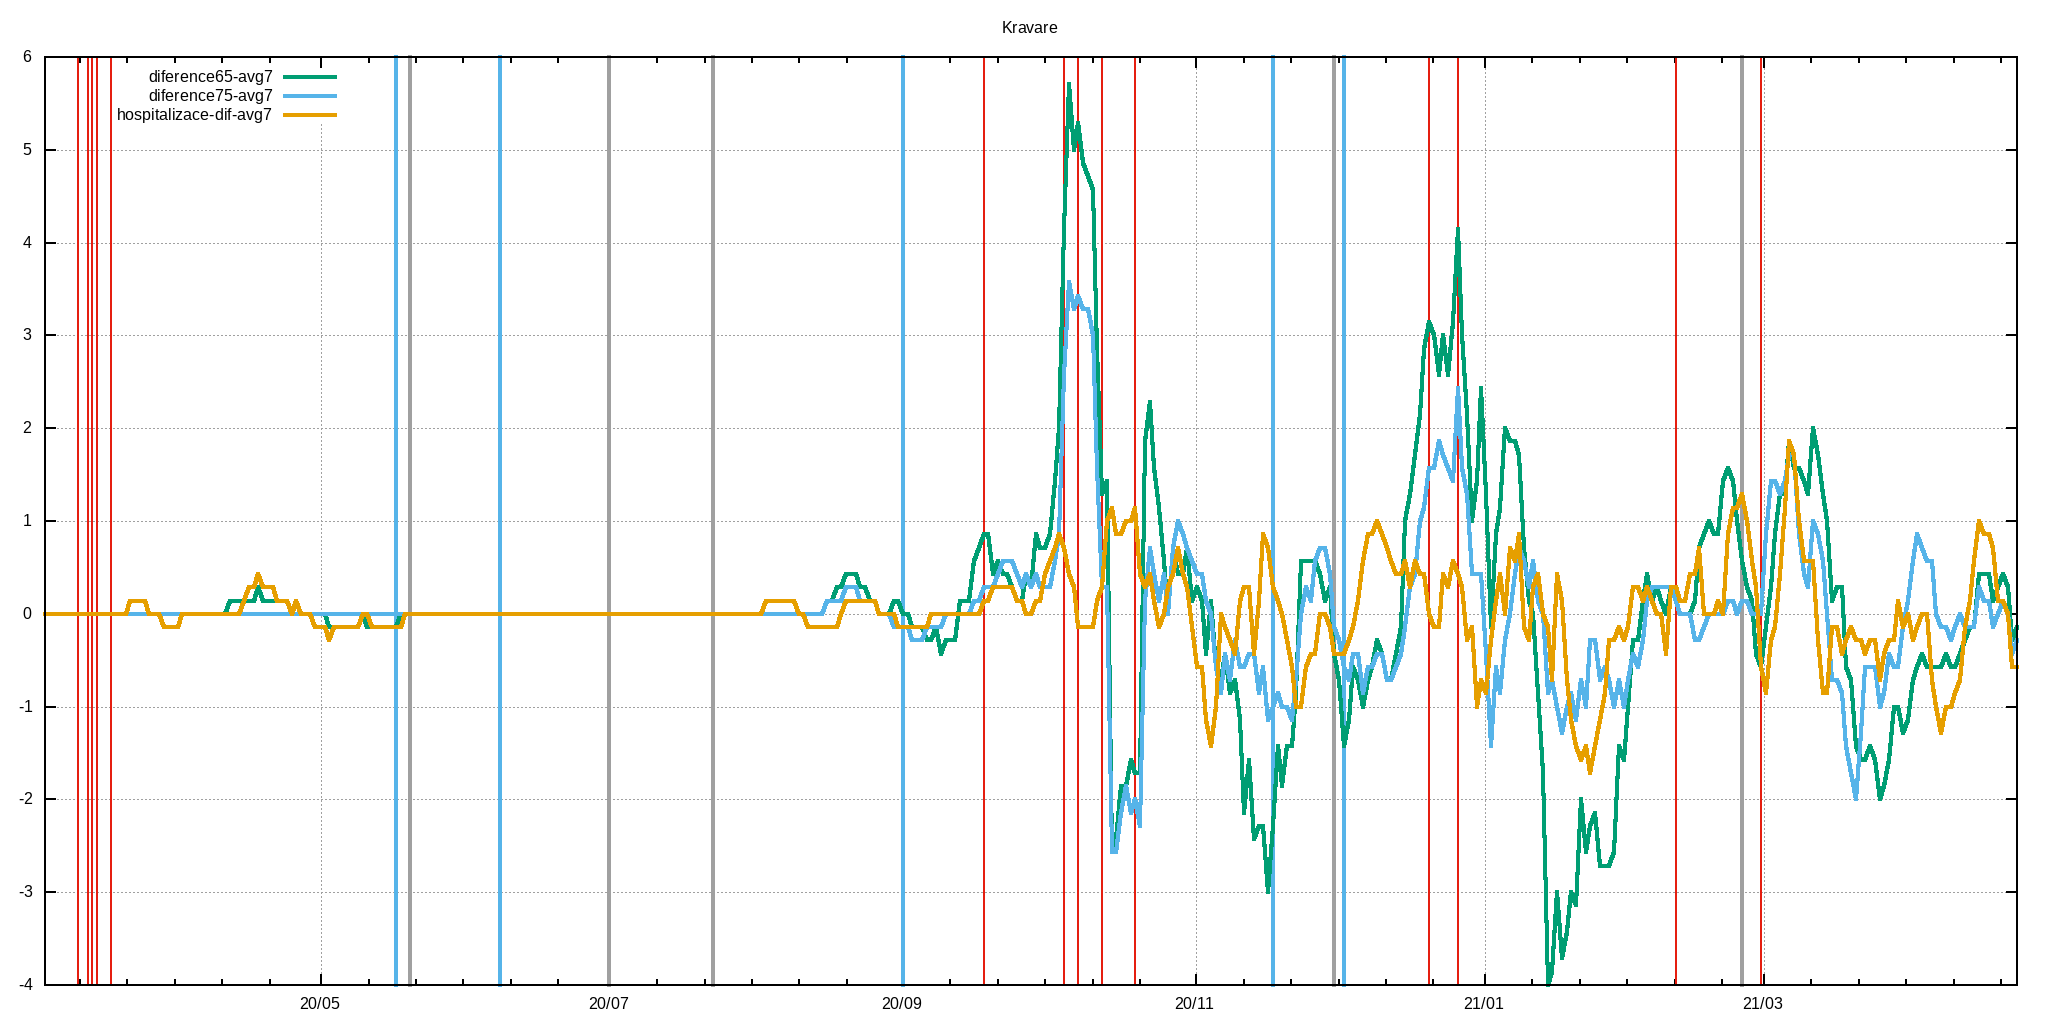 Kravare
6
diference65-avg7
diference75-avg7
hospitalizace-dif-avg7
5
4
3
2
1
0
-1
-2
-3
-4
20/05 20/07 20/09 20/11 21/01 21/03